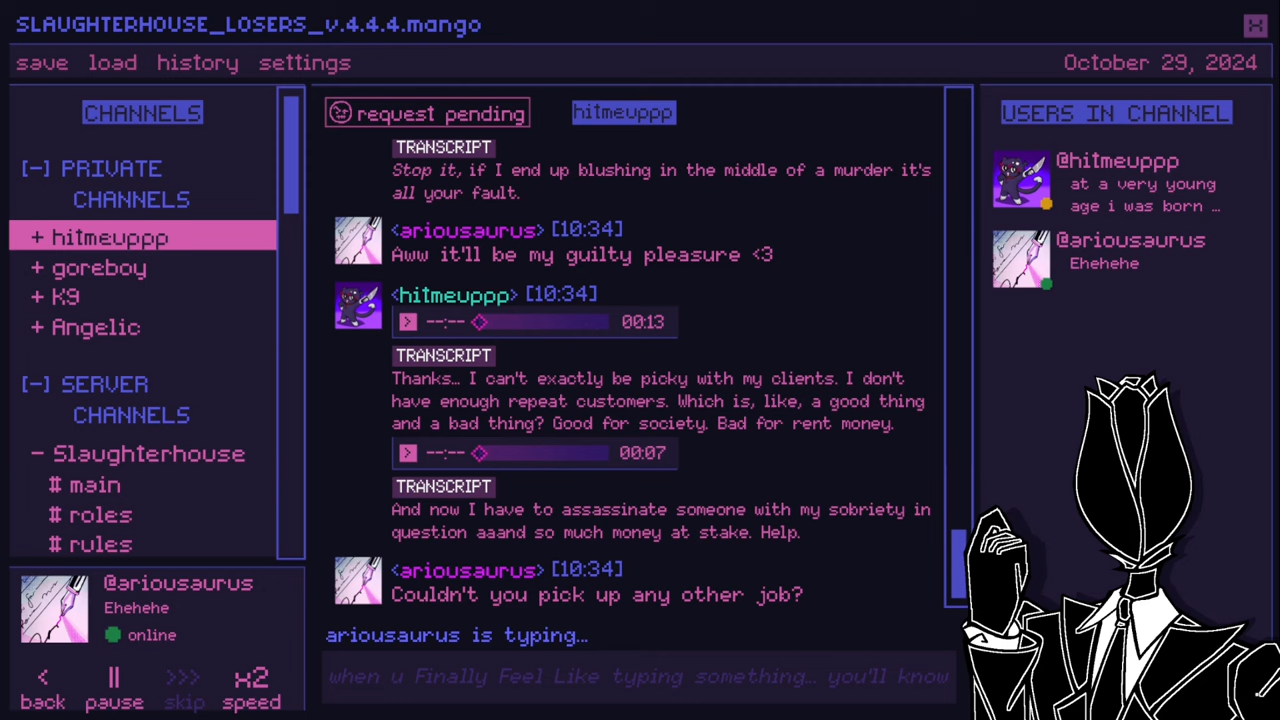 SLAUGHTERHOUSE_LOSERS_v.4.4.4.mango
save load history settings
October 29, 2024
CHANNELS
[-] PRIVATE
CHANNELS
+ hitmeuppp
+ goreboy
+ K9
+ Angelic
[-] SERVER
CHANNELS
- Slaughterhouse
# main
# roles
# rules
@ariousaurus
Ehehehe
online
< || >>> x2
back pause skip speed
request pending
hitmeuppp
TRANSCRIPT
Stop it, if I end up blushing in the middle of a murder it's
all your fault.
<ariousaurus> [10:34]
Aww it'll be my guilty pleasure <3
<hitmeuppp> [10:34]
> --:-- 00:13
TRANSCRIPT
Thanks... I can't exactly be picky with my clients. I don't
have enough repeat customers. Which is, like, a good thing
and a bad thing? Good for society. Bad for rent money.
> --:-- 00:07
TRANSCRIPT
And now I have to assassinate someone with my sobriety in
question aaand so much money at stake. Help.
<ariousaurus> [10:34]
Couldn't you pick up any other job?
ariousaurus is typing...
when u Finally Feel Like typing something... you'll know
USERS IN CHANNEL
@hitmeuppp
at a very young
age i was born ...
@ariousaurus
Ehehehe